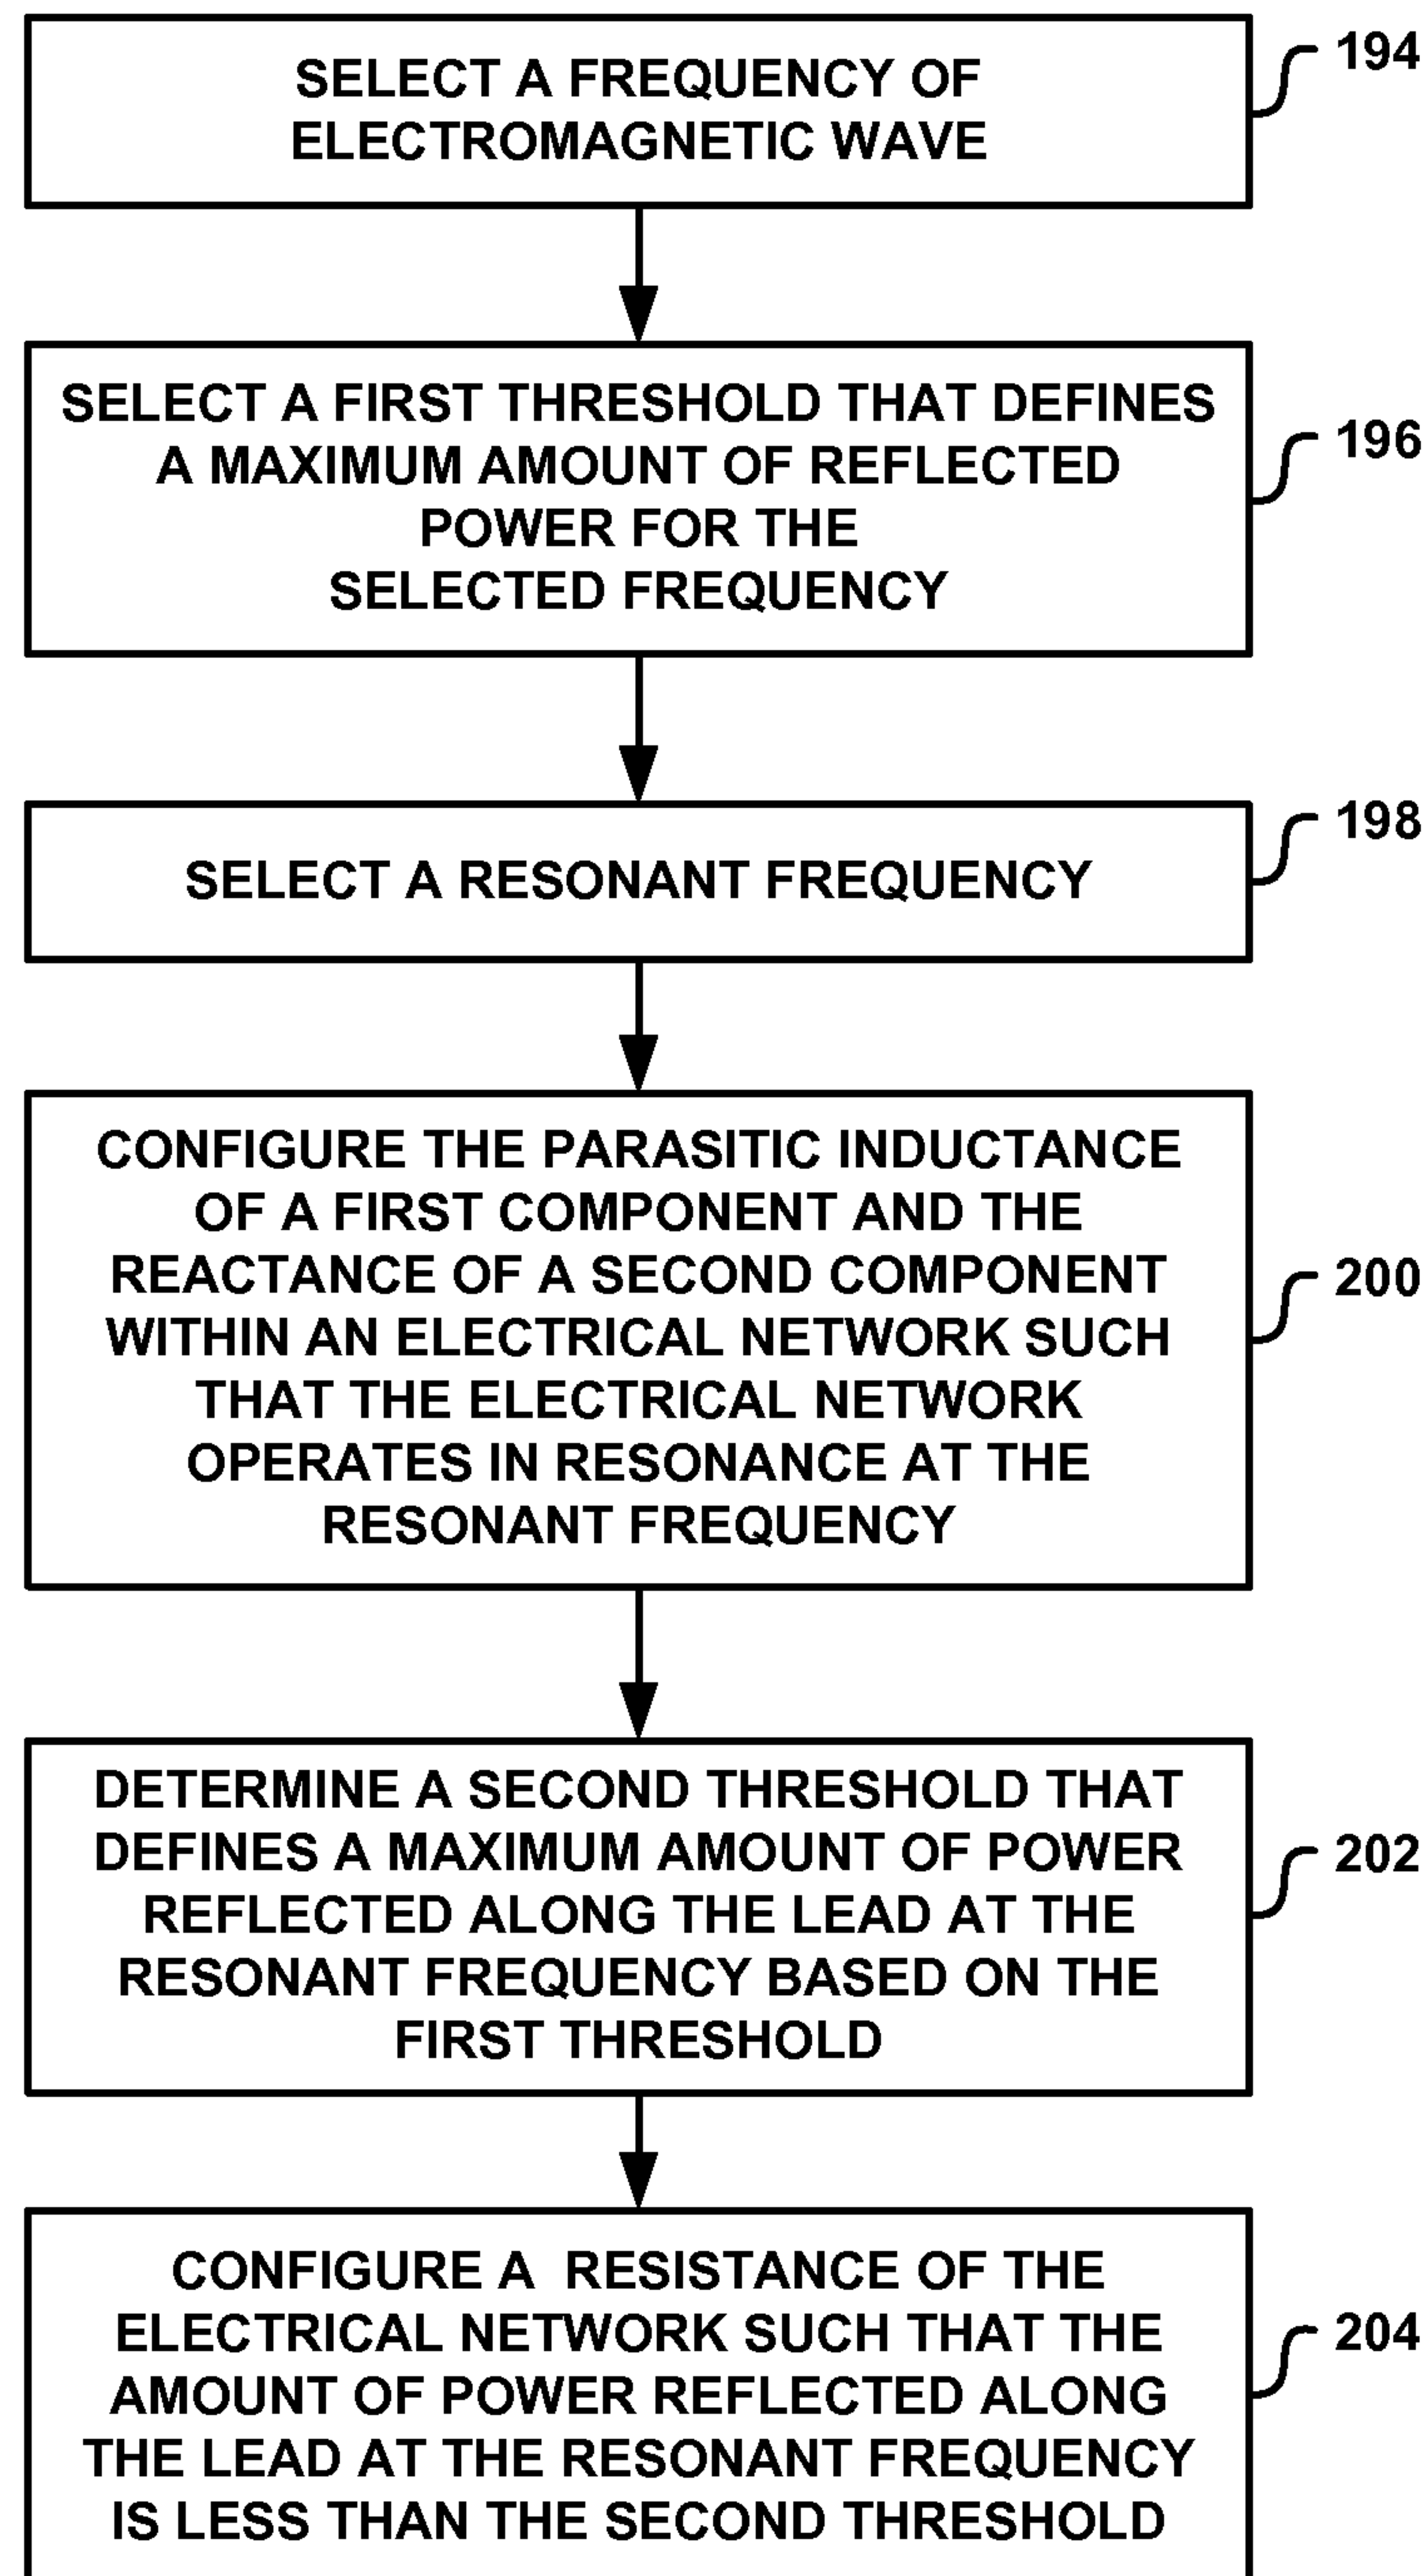 SELECT A FREQUENCY OF
ELECTROMAGNETIC WAVE
194
SELECT A FIRST THRESHOLD THAT DEFINES
A MAXIMUM AMOUNT OF REFLECTED
POWER FOR THE
SELECTED FREQUENCY
196
SELECT A RESONANT FREQUENCY
198
CONFIGURE THE PARASITIC INDUCTANCE
OF A FIRST COMPONENT AND THE
REACTANCE OF A SECOND COMPONENT
WITHIN AN ELECTRICAL NETWORK SUCH
THAT THE ELECTRICAL NETWORK
OPERATES IN RESONANCE AT THE
RESONANT FREQUENCY
200
DETERMINE A SECOND THRESHOLD THAT
DEFINES A MAXIMUM AMOUNT OF POWER
REFLECTED ALONG THE LEAD AT THE
RESONANT FREQUENCY BASED ON THE
FIRST THRESHOLD
202
CONFIGURE A RESISTANCE OF THE
ELECTRICAL NETWORK SUCH THAT THE
AMOUNT OF POWER REFLECTED ALONG
THE LEAD AT THE RESONANT FREQUENCY
IS LESS THAN THE SECOND THRESHOLD
204